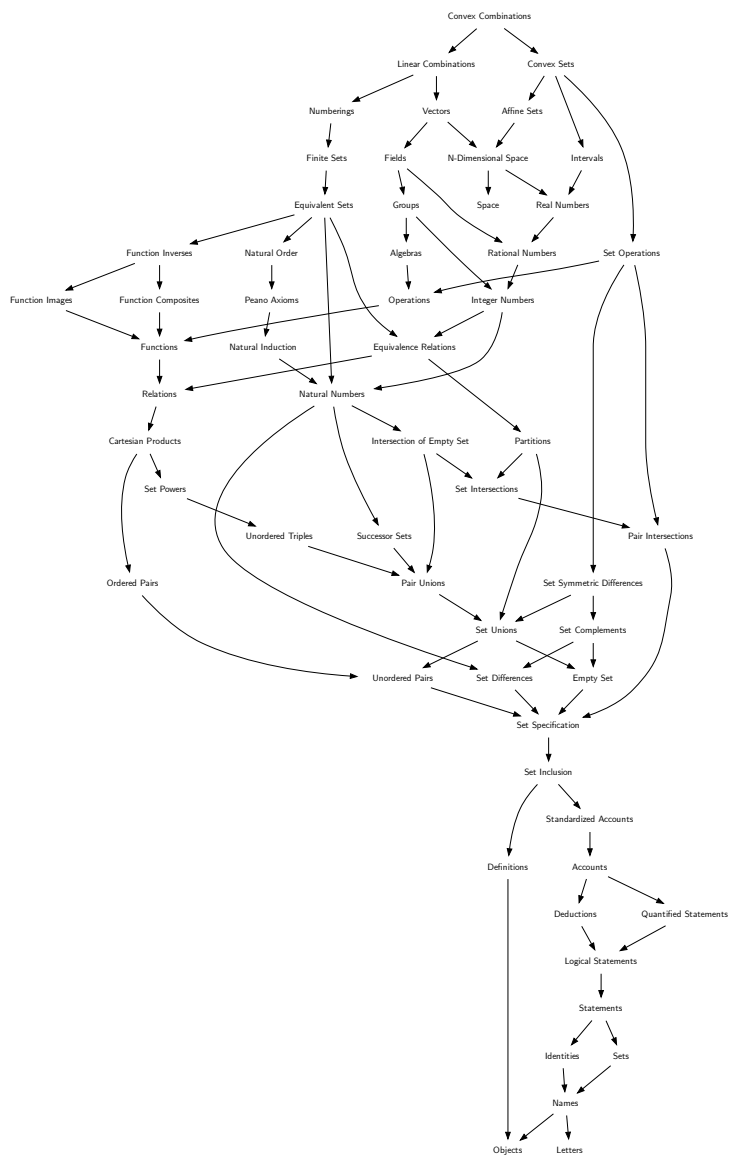 Convex Combinations
Linear Combinations
Convex Sets
Numberings
Vectors
Affine Sets
Finite Sets
Fields
N-Dimensional Space
Intervals
Equivalent Sets
Groups
Space
Real Numbers
Function Inverses
Natural Order
Algebras
Rational Numbers
Set Operations
Function Images
Function Composites
Peano Axioms
Operations
Integer Numbers
Functions
Natural Induction
Equivalence Relations
Relations
Natural Numbers
Cartesian Products
Intersection of Empty Set
Partitions
Set Powers
Set Intersections
Unordered Triples
Successor Sets
Pair Intersections
Ordered Pairs
Pair Unions
Set Symmetric Differences
Set Unions
Set Complements
Unordered Pairs
Set Differences
Empty Set
Set Specification
Set Inclusion
Standardized Accounts
Definitions
Accounts
Deductions
Quantified Statements
Logical Statements
Statements
Identities
Sets
Names
Objects
Letters